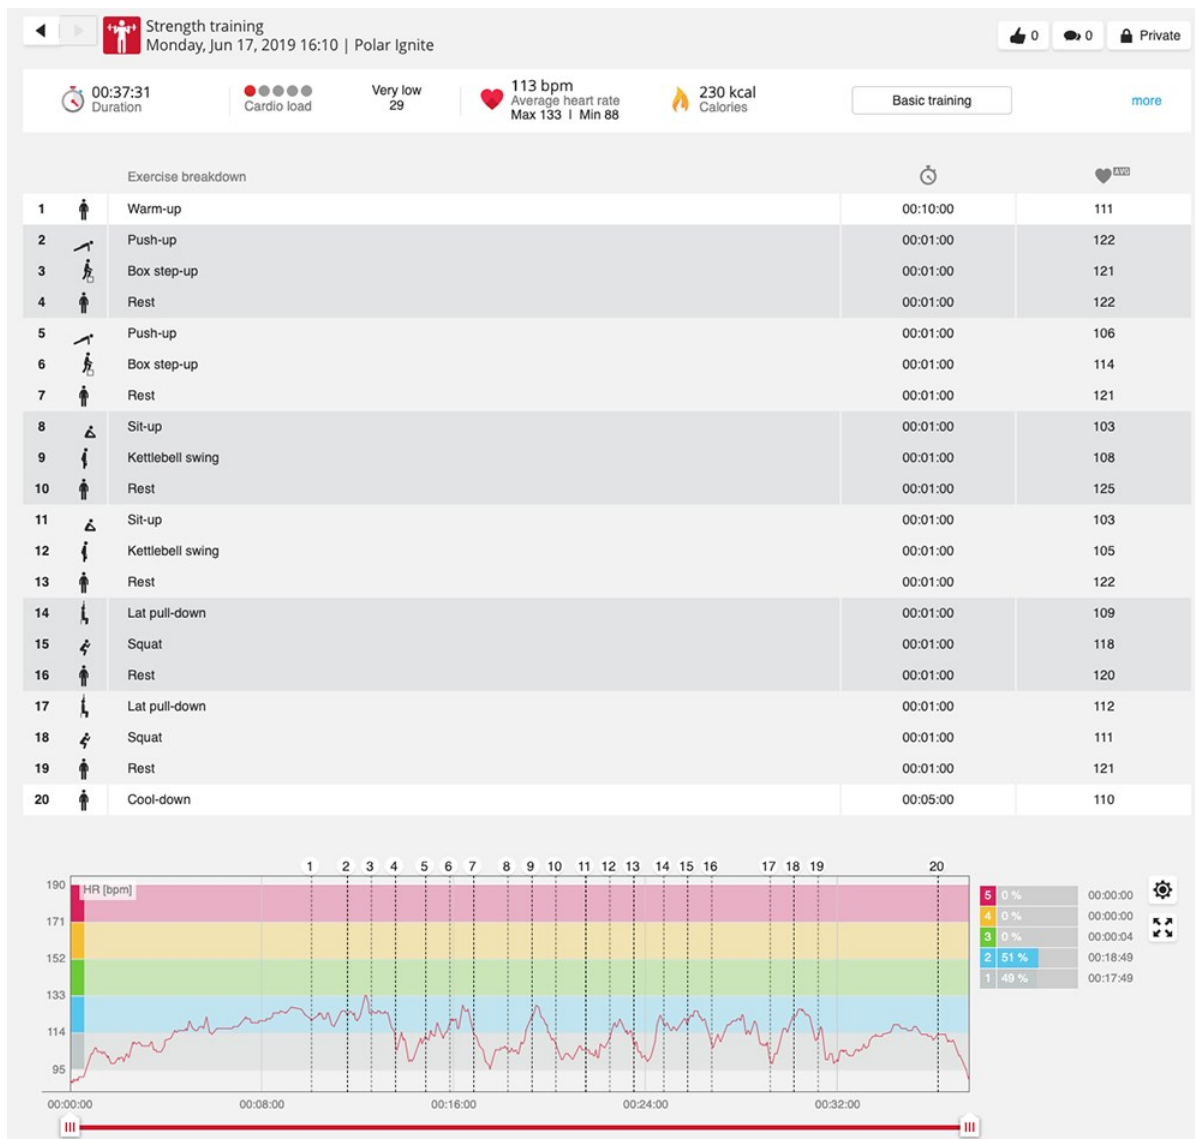 Strength training
Monday, Jun 17, 2019 16:10 | Polar Ignite
0 0 Private
00:37:31
Duration
Cardio load
Very low
29
113 bpm
Average heart rate
Max 133 | Min 88
230 kcal
Calories
Basic training
more
Exercise breakdown AVG
1 Warm-up 00:10:00 111
2 Push-up 00:01:00 122
3 Box step-up 00:01:00 121
4 Rest 00:01:00 122
5 Push-up 00:01:00 106
6 Box step-up 00:01:00 114
7 Rest 00:01:00 121
8 Sit-up 00:01:00 103
9 Kettlebell swing 00:01:00 108
10 Rest 00:01:00 125
11 Sit-up 00:01:00 103
12 Kettlebell swing 00:01:00 105
13 Rest 00:01:00 122
14 Lat pull-down 00:01:00 109
15 Squat 00:01:00 118
16 Rest 00:01:00 120
17 Lat pull-down 00:01:00 112
18 Squat 00:01:00 111
19 Rest 00:01:00 121
20 Cool-down 00:05:00 110
1 2 3 4 5 6 7 8 9 10 11 12 13 14 15 16 17 18 19 20
HR [bpm]
190
171
152
133
114
95
00:00:00 00:08:00 00:16:00 00:24:00 00:32:00
5 0 % 00:00:00
4 0 % 00:00:00
3 0 % 00:00:04
2 51 % 00:18:49
1 49 % 00:17:49